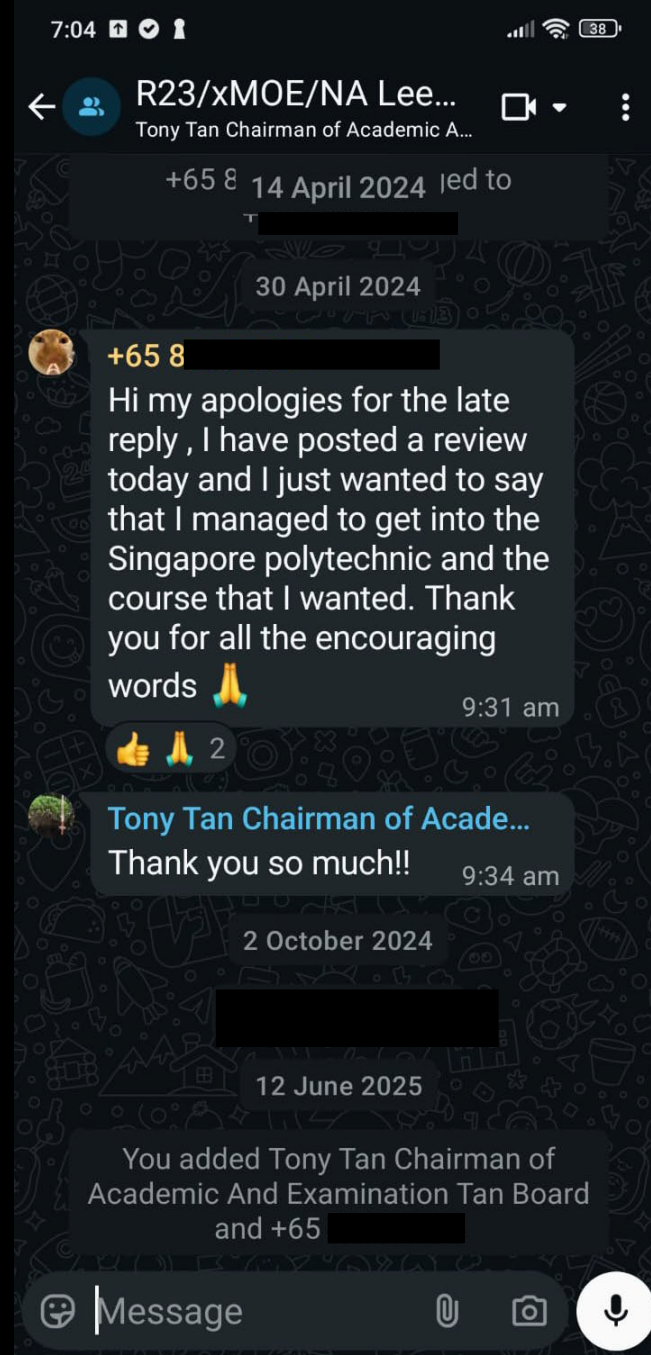 7:04
38
R23/xMOE/NA Lee...
Tony Tan Chairman of Academic A...
+65 8 14 April 2024 ged to
30 April 2024
+65 8
Hi my apologies for the late
reply , I have posted a review
today and I just wanted to say
that I managed to get into the
Singapore polytechnic and the
course that I wanted. Thank
you for all the encouraging
words 🙏
9:31 am
👍 🙏 2
Tony Tan Chairman of Acade...
Thank you so much!! 9:34 am
2 October 2024
12 June 2025
You added Tony Tan Chairman of
Academic And Examination Tan Board
and +65
Message